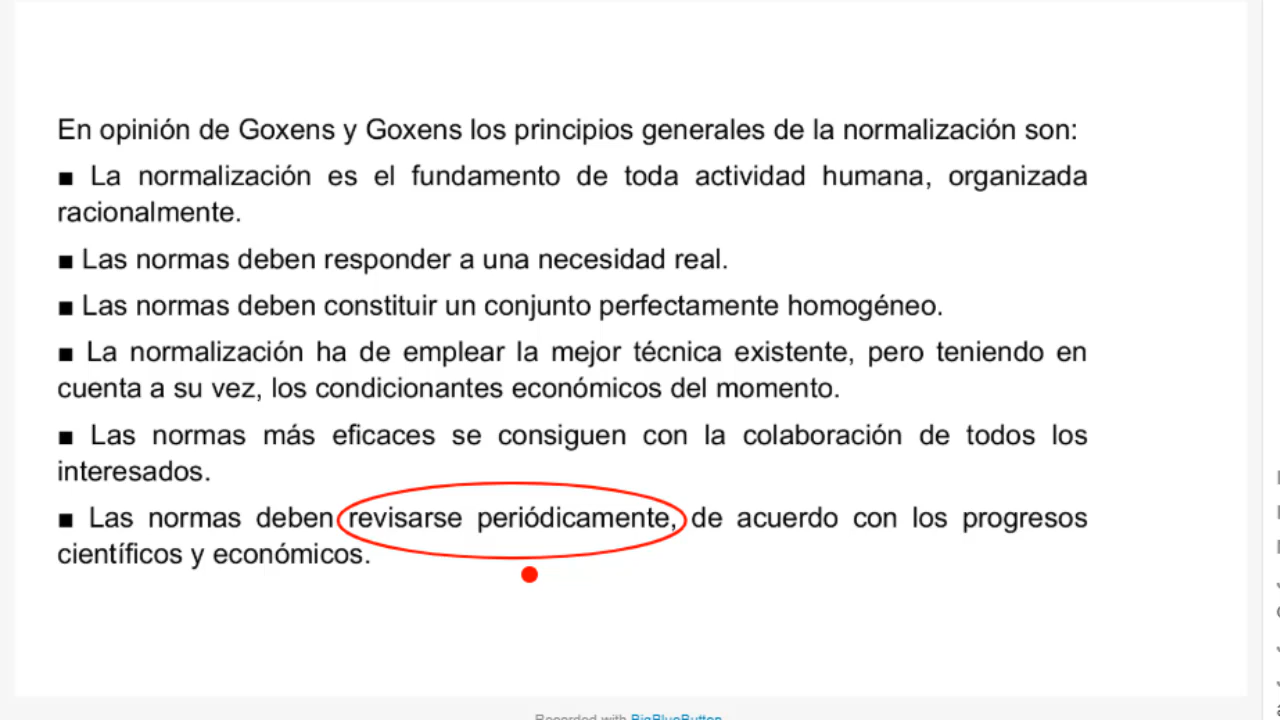 En opinión de Goxens y Goxens los principios generales de la normalización son:
■ La normalización es el fundamento de toda actividad humana, organizada
racionalmente.
■ Las normas deben responder a una necesidad real.
■ Las normas deben constituir un conjunto perfectamente homogéneo.
■ La normalización ha de emplear la mejor técnica existente, pero teniendo en
cuenta a su vez, los condicionantes económicos del momento.
■ Las normas más eficaces se consiguen con la colaboración de todos los
interesados.
■ Las normas deben revisarse periódicamente, de acuerdo con los progresos
científicos y económicos.
Recorded with BigBlueButton